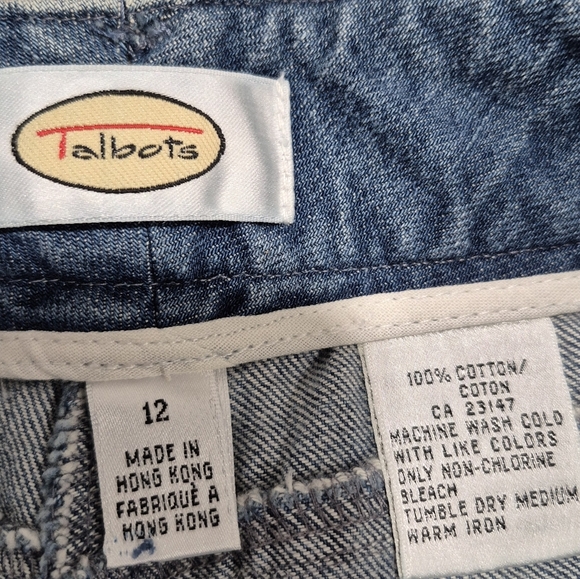 Talbots
12
MADE IN
HONG KONG
FABRIQUÉ À
HONG KONG
100% COTTON/
COTON
CA 23147
MACHINE WASH COLD
WITH LIKE COLORS
ONLY NON-CHLORINE
BLEACH
TUMBLE DRY MEDIUM
WARM IRON